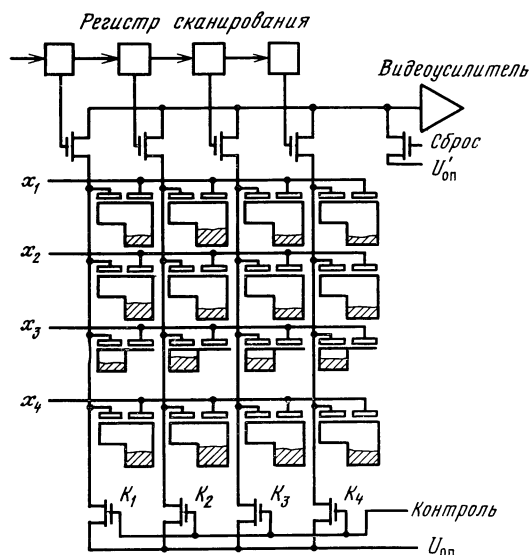 Регистр сканирования
Видеоусилитель
Сброс
U'оп
x₁
x₂
x₃
x₄
K₁
K₂
K₃
K₄
Контроль
Uоп